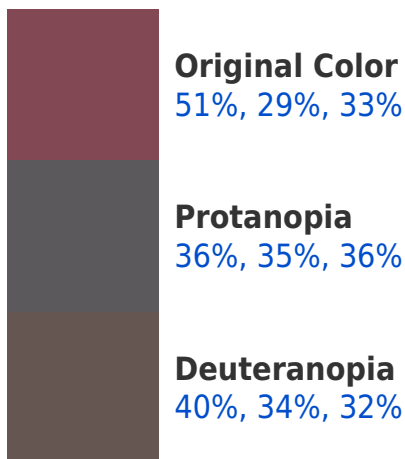 Original Color
51%, 29%, 33%
Protanopia
36%, 35%, 36%
Deuteranopia
40%, 34%, 32%